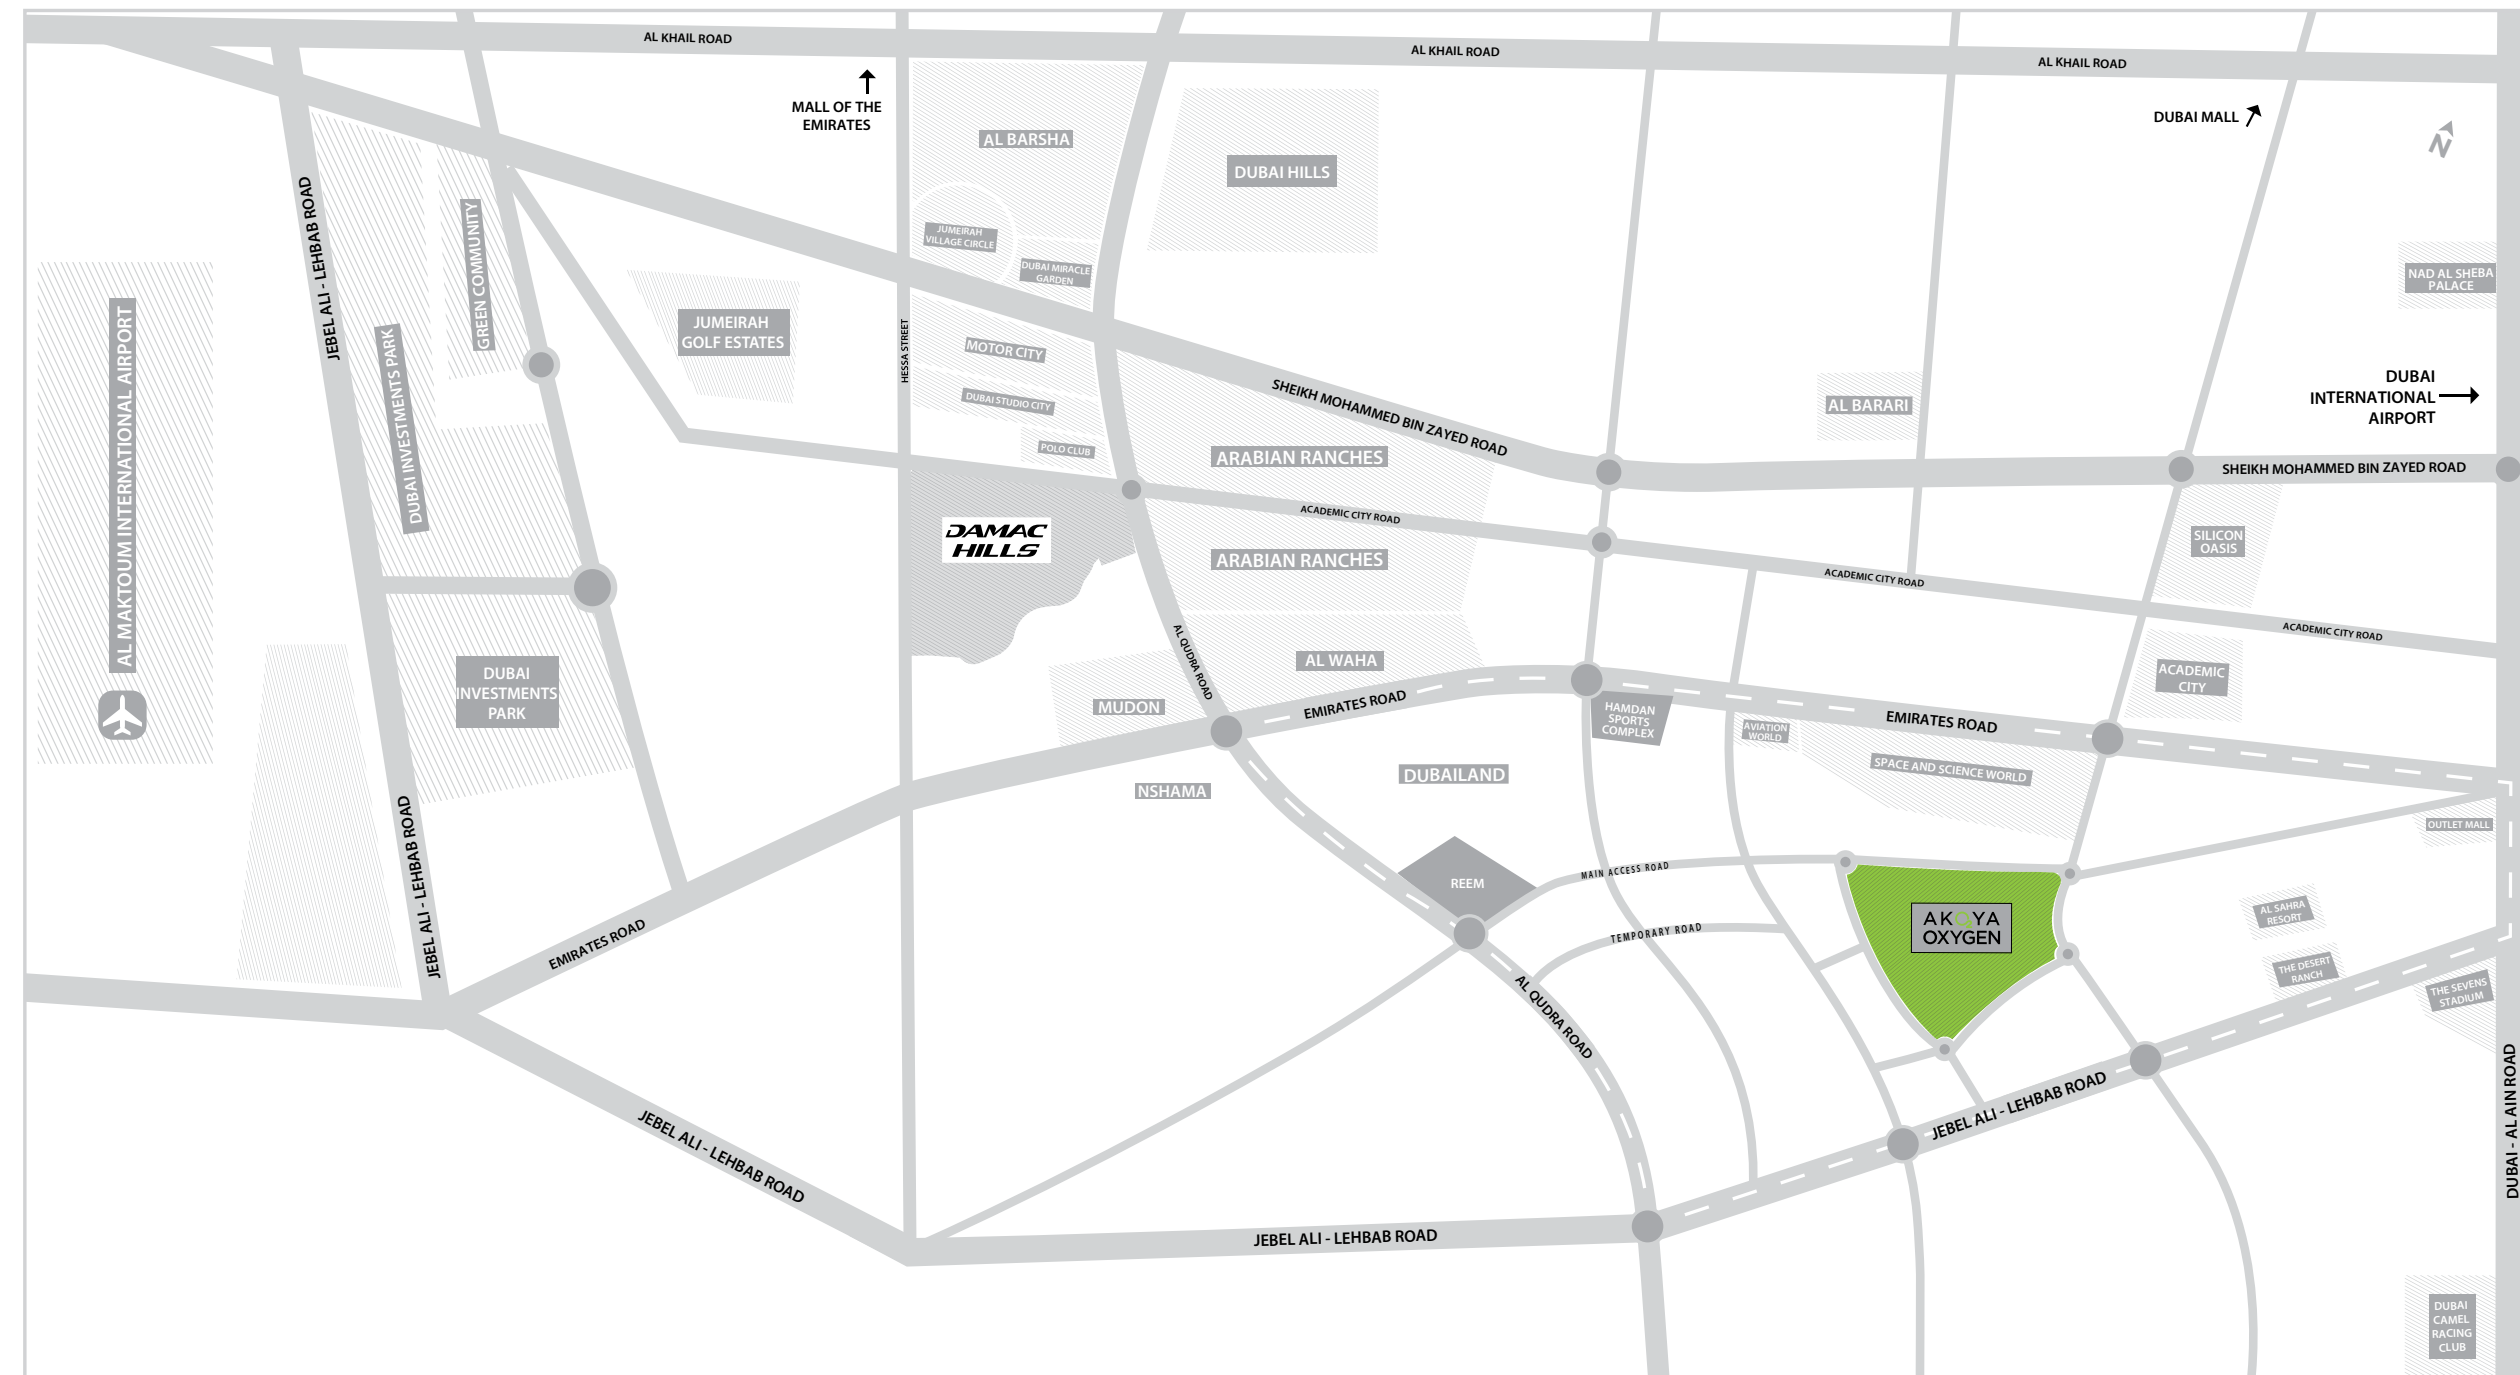 AL KHAIL ROAD
AL KHAIL ROAD
AL KHAIL ROAD
MALL OF THE
EMIRATES
DUBAI MALL
N
AL BARSHA
DUBAI HILLS
JEBEL ALI - LEHBAB ROAD
GREEN COMMUNITY
JUMEIRAH
VILLAGE CIRCLE
DUBAI MIRACLE
GARDEN
NAD AL SHEBA
PALACE
AL MAKTOUM INTERNATIONAL AIRPORT
DUBAI INVESTMENTS PARK
JUMEIRAH
GOLF ESTATES
HESSA STREET
MOTOR CITY
DUBAI STUDIO CITY
POLO CLUB
SHEIKH MOHAMMED BIN ZAYED ROAD
AL BARARI
DUBAI
INTERNATIONAL
AIRPORT
ARABIAN RANCHES
SHEIKH MOHAMMED BIN ZAYED ROAD
DAMAC
HILLS
ACADEMIC CITY ROAD
ARABIAN RANCHES
SILICON
OASIS
ACADEMIC CITY ROAD
ACADEMIC CITY ROAD
AL QUDRA ROAD
AL WAHA
ACADEMIC
CITY
DUBAI
INVESTMENTS
PARK
MUDON
EMIRATES ROAD
HAMDAN
SPORTS
COMPLEX
AVIATION
WORLD
EMIRATES ROAD
SPACE AND SCIENCE WORLD
NSHAMA
DUBAILAND
OUTLET MALL
JEBEL ALI - LEHBAB ROAD
REEM
MAIN ACCESS ROAD
TEMPORARY ROAD
AKOYA
OXYGEN
AL SAHRA
RESORT
THE DESERT
RANCH
THE SEVENS
STADIUM
EMIRATES ROAD
AL QUDRA ROAD
JEBEL ALI - LEHBAB ROAD
JEBEL ALI - LEHBAB ROAD
JEBEL ALI - LEHBAB ROAD
DUBAI - AL AIN ROAD
DUBAI
CAMEL
RACING
CLUB